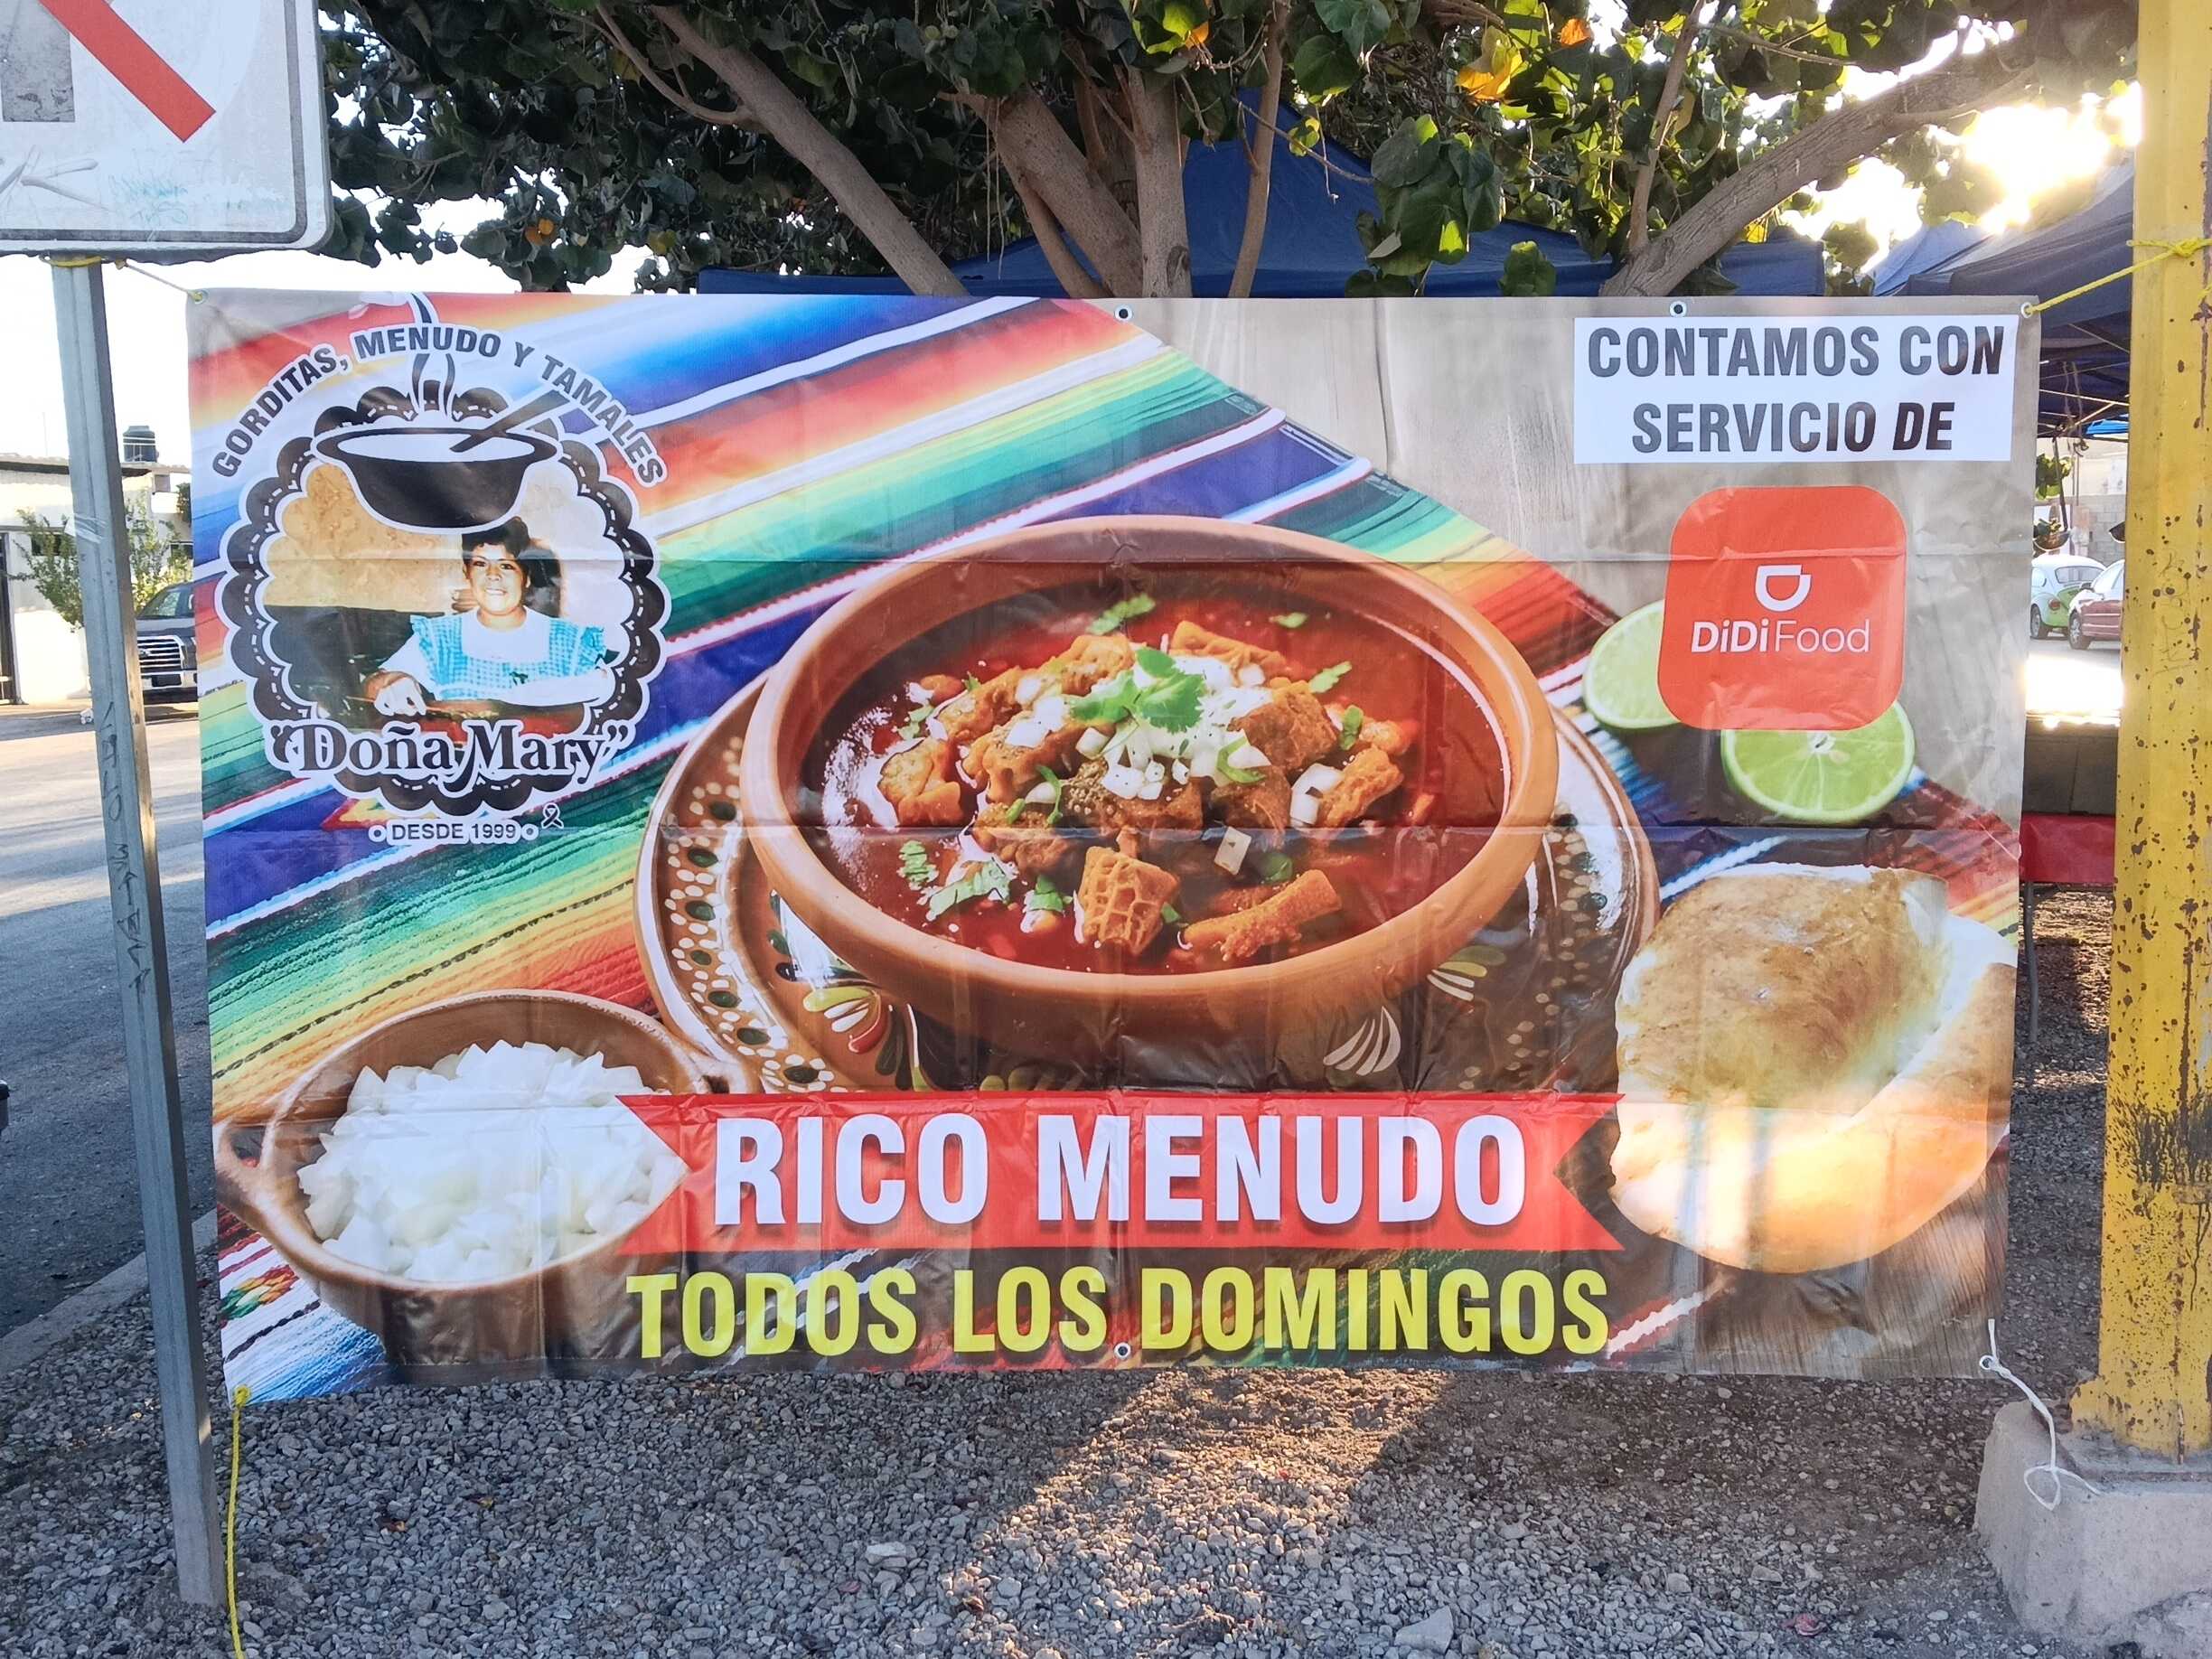 GORDITAS, MENUDO Y TAMALES
"Doña Mary"
• DESDE 1999 •
CONTAMOS CON
SERVICIO DE
DiDi Food
RICO MENUDO
TODOS LOS DOMINGOS